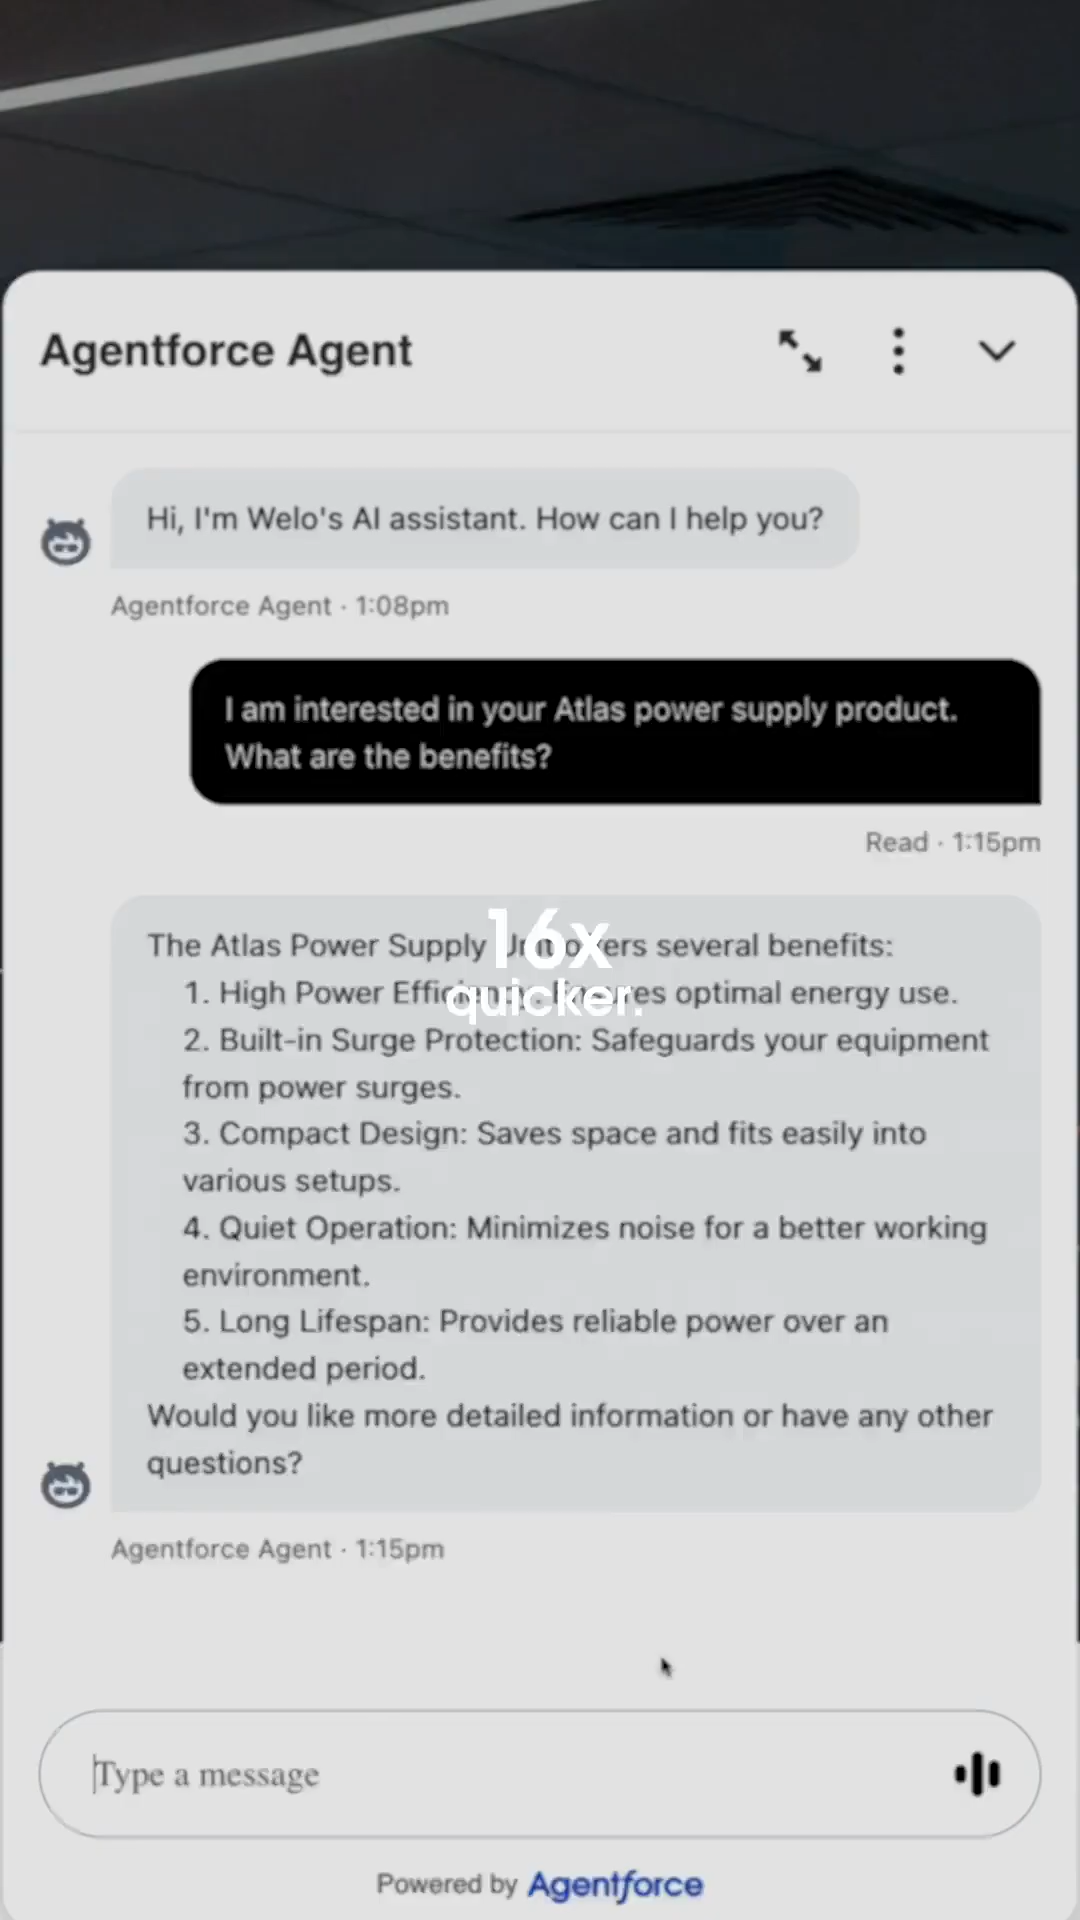 Agentforce Agent
Hi, I'm Welo's AI assistant. How can I help you?
Agentforce Agent · 1:08pm
I am interested in your Atlas power supply product.
What are the benefits?
Read · 1:15pm
The Atlas Power Supply Unit offers several benefits:
1. High Power Efficiency: Ensures optimal energy use.
16x
quicker.
2. Built-in Surge Protection: Safeguards your equipment
from power surges.
3. Compact Design: Saves space and fits easily into
various setups.
4. Quiet Operation: Minimizes noise for a better working
environment.
5. Long Lifespan: Provides reliable power over an
extended period.
Would you like more detailed information or have any other
questions?
Agentforce Agent · 1:15pm
Type a message
Powered by Agentforce